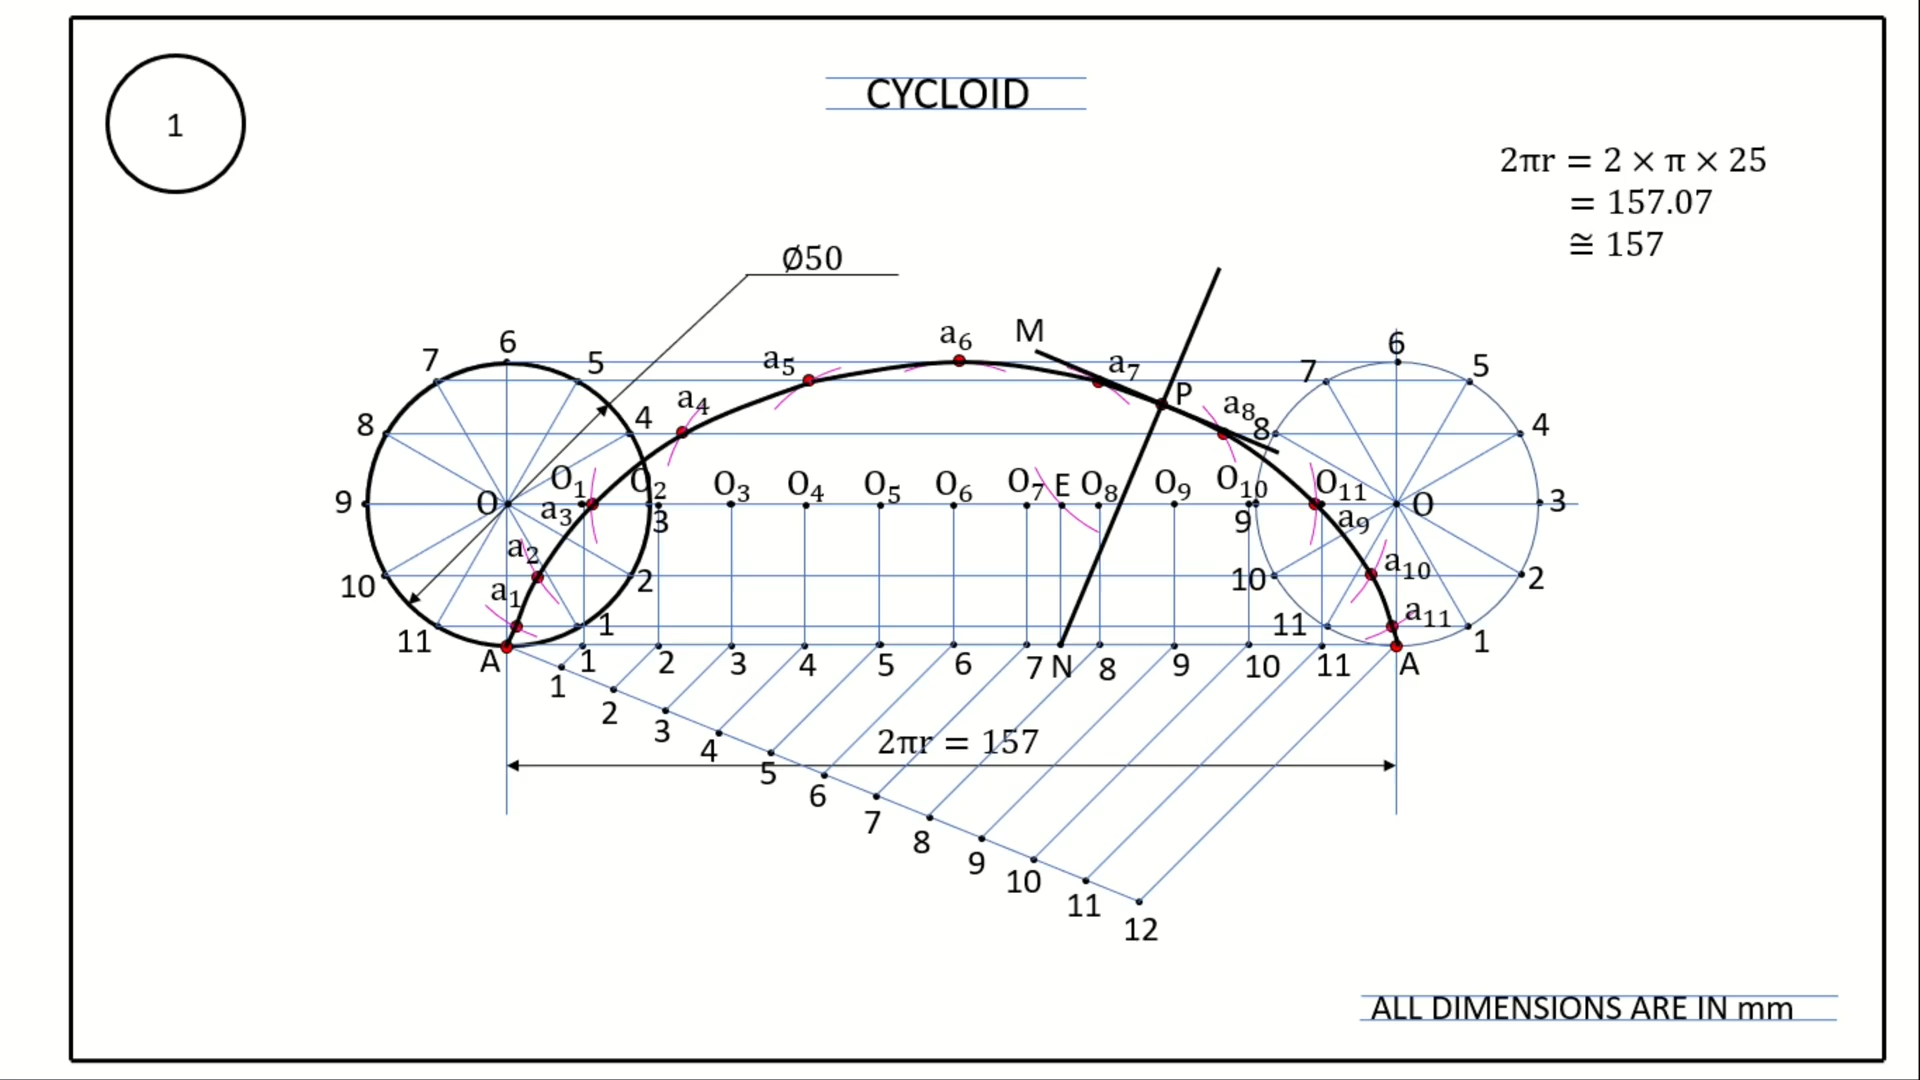 1
CYCLOID
2πr = 2 × π × 25
= 157.07
≅ 157
Ø50
6 a₆ M 6
7 5 a₅ a₇ 7 5
8 4 a₄ P a₈ 8 4
9 O O₁ O₂ O₃ O₄ O₅ O₆ O₇ E O₈ O₉ O₁₀ O₁₁ O 3
a₃ 3 9 a₉
10 a₂ 2 10 a₁₀ 2
11 a₁ 1 11 a₁₁ 1
A 1 2 3 4 5 6 7 N 8 9 10 11 A
1
2
3
4
2πr = 157
5
6
7
8
9
10
11
12
ALL DIMENSIONS ARE IN mm